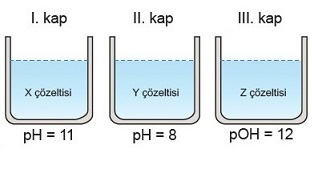 I. kap
II. kap
III. kap
X çözeltisi
Y çözeltisi
Z çözeltisi
pH = 11
pH = 8
pOH = 12